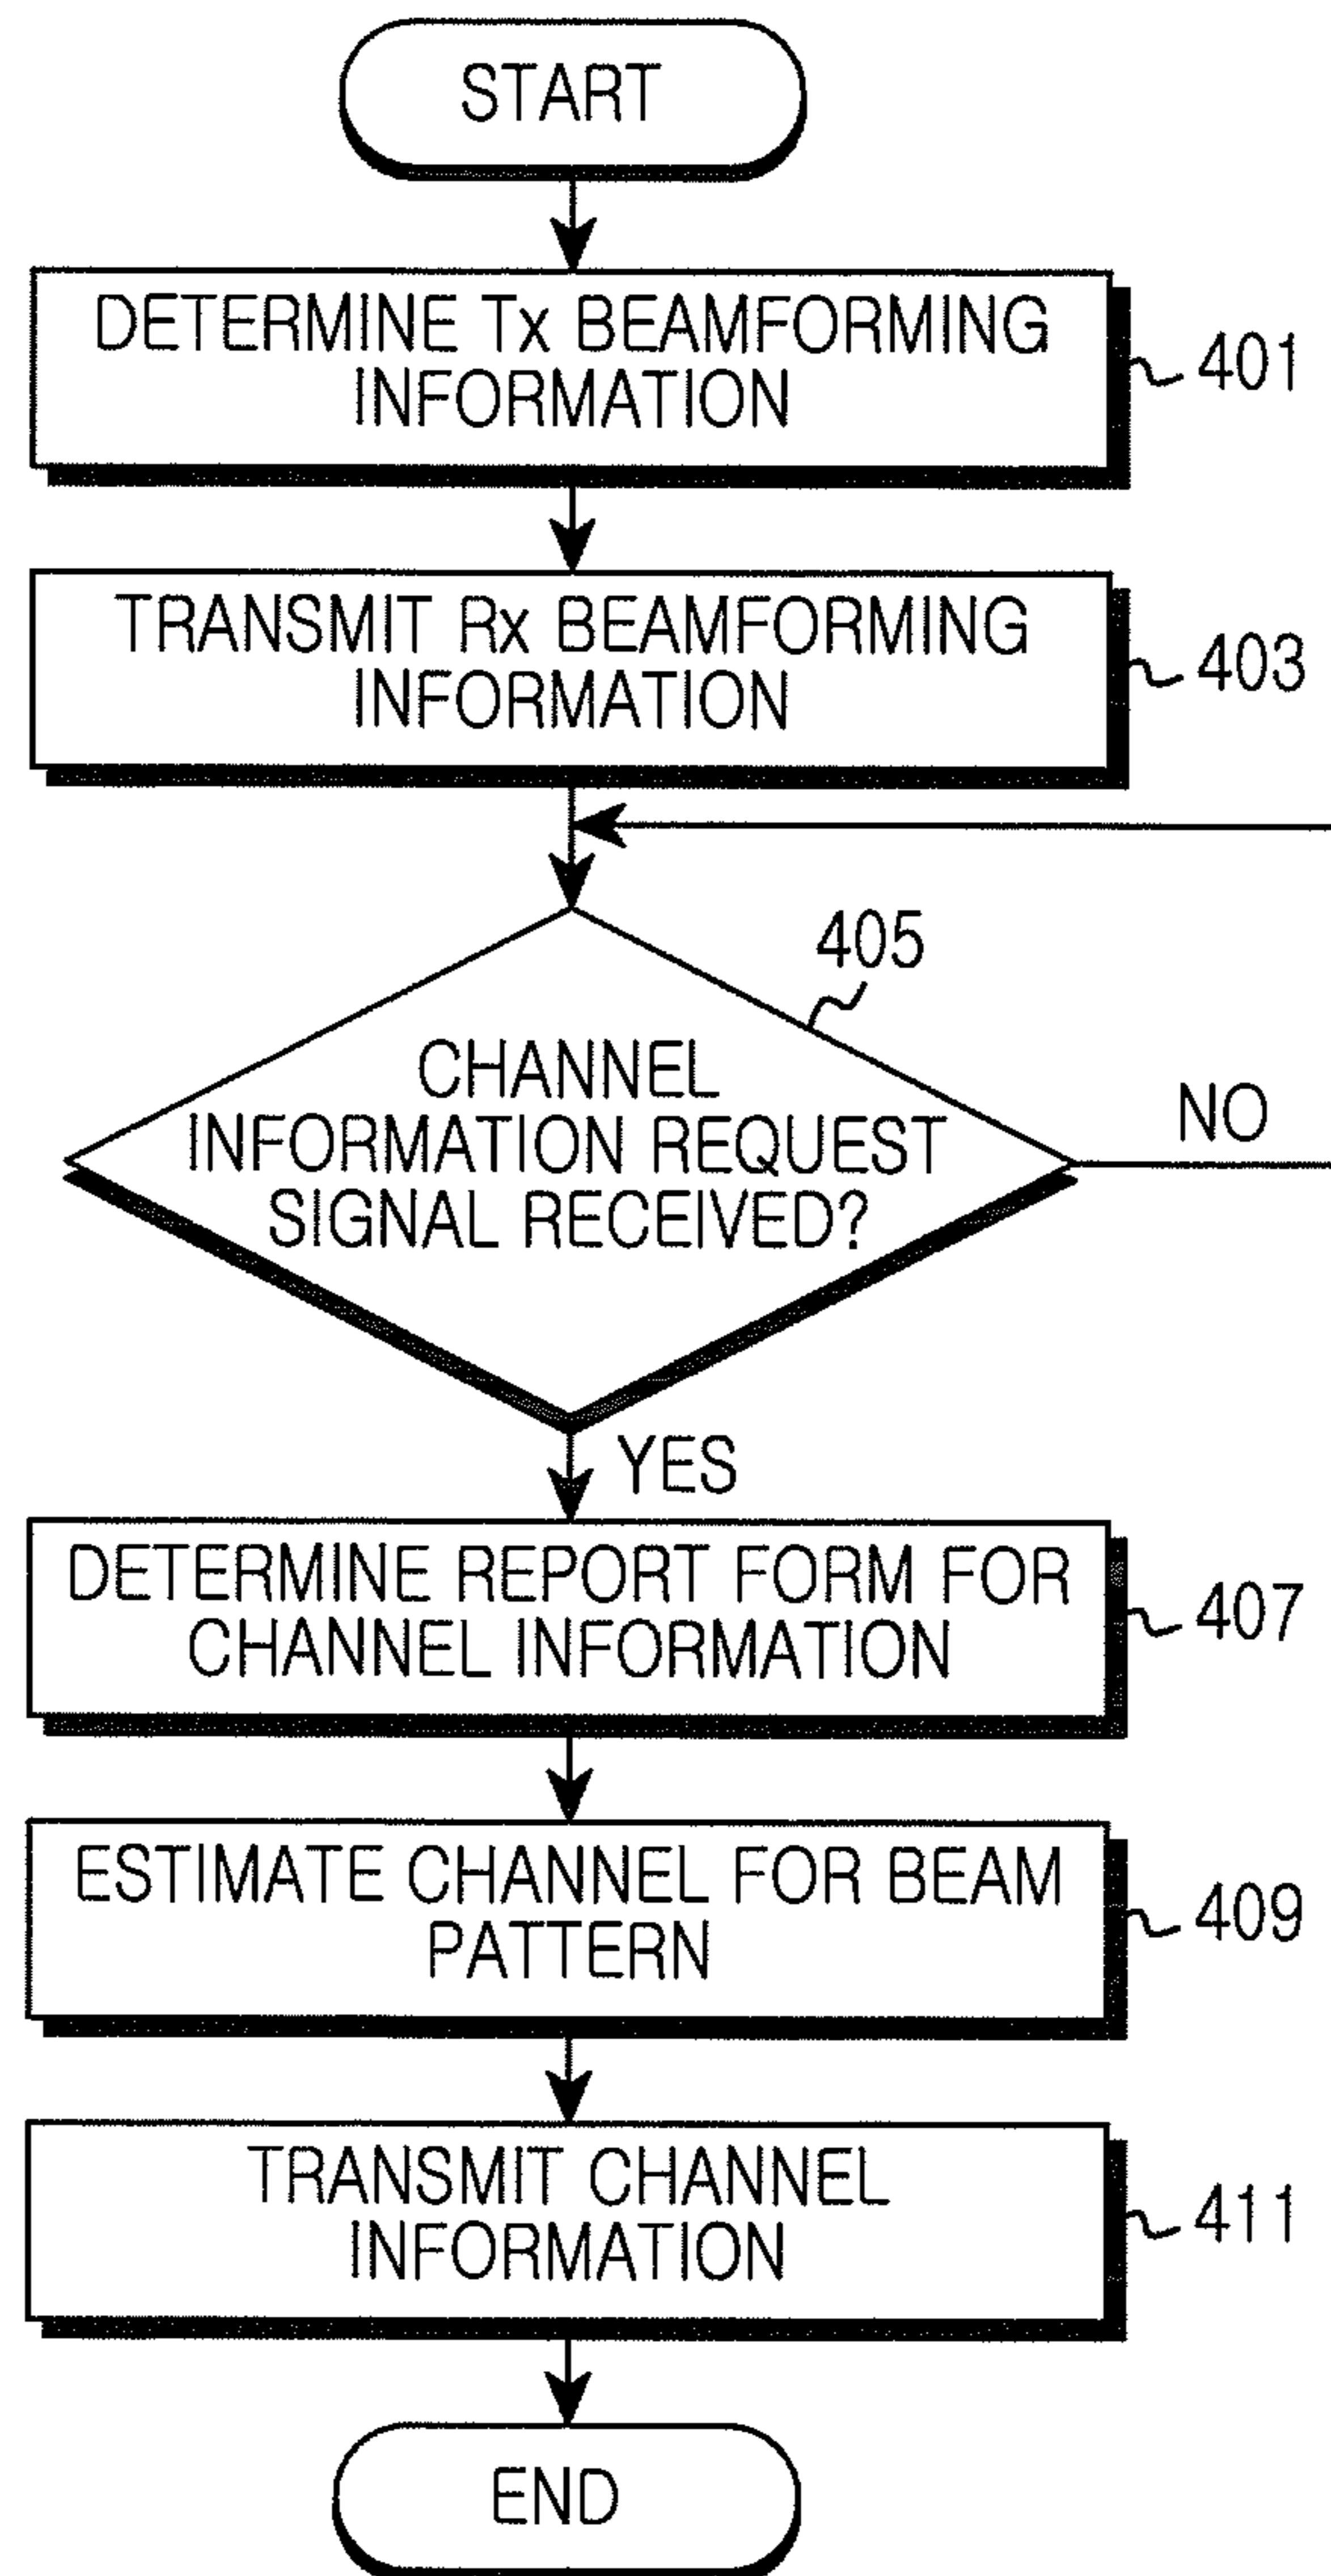 START
DETERMINE Tx BEAMFORMING
INFORMATION
401
TRANSMIT Rx BEAMFORMING
INFORMATION
403
405
CHANNEL
INFORMATION REQUEST
SIGNAL RECEIVED?
NO
YES
DETERMINE REPORT FORM FOR
CHANNEL INFORMATION
407
ESTIMATE CHANNEL FOR BEAM
PATTERN
409
TRANSMIT CHANNEL
INFORMATION
411
END